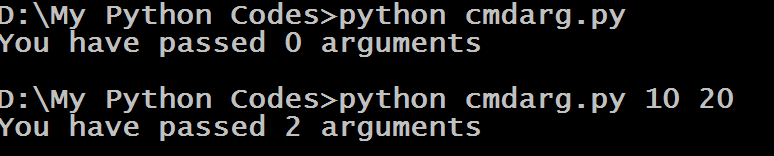 D:\My Python Codes>python cmdarg.py
You have passed 0 arguments
D:\My Python Codes>python cmdarg.py 10 20
You have passed 2 arguments